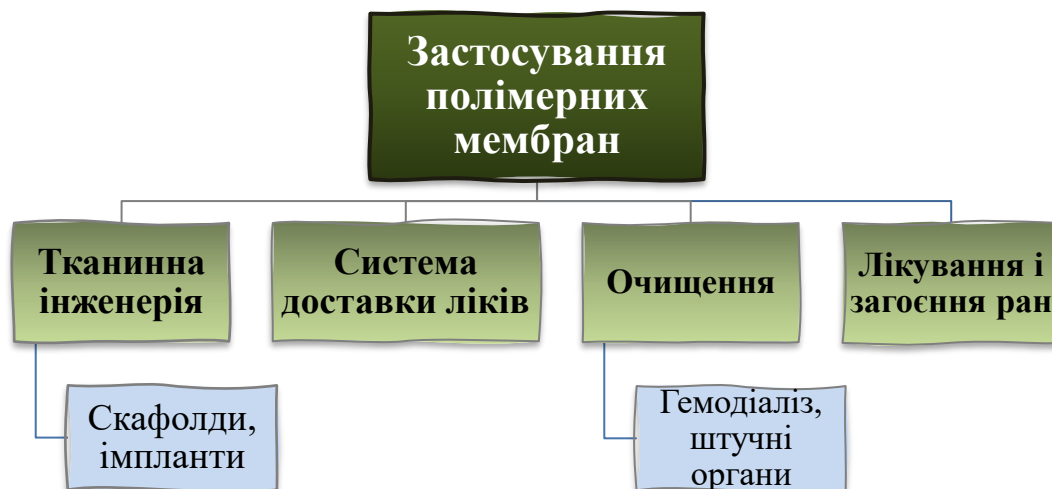 Застосування
полімерних
мембран
Тканинна
інженерія
Система
доставки ліків
Очищення
Лікування і
загоєння ран
Скафолди,
імпланти
Гемодіаліз,
штучні
органи